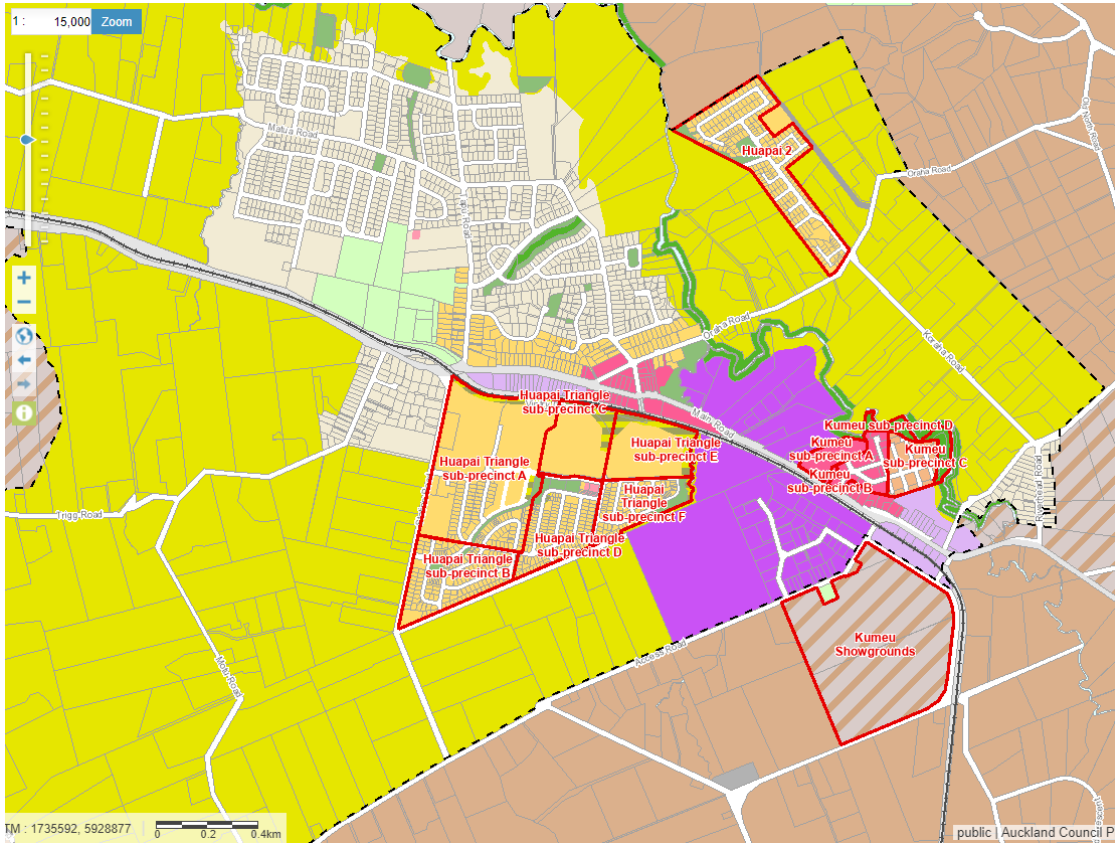 1 : 15,000 Zoom
Matua Road
Old North Road
Huapai 2
Oraha Road
Oraha Road
Koraha Road
Main Road
Huapai Triangle
sub-precinct C
Huapai Triangle
sub-precinct E
Kumeu sub-precinct D
Kumeu
sub-precinct A
Kumeu
sub-precinct C
Kumeu
sub-precinct B
Huapai Triangle
sub-precinct A
Huapai
Triangle
sub-precinct F
Riverhead Road
Trigg Road
Huapai Triangle
sub-precinct D
Huapai Triangle
sub-precinct B
Kumeu
Showgrounds
Access Road
Motu Road
TM : 1735592, 5928877
0 0.2 0.4km
public | Auckland Council P